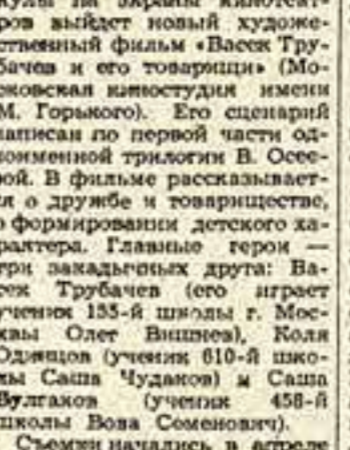 кулы на экраны кинотеат-
ров выйдет новый художе-
ственный фильм «Васек Тру-
бачев и его товарищи» (Мо-
сковская киностудия имени
М. Горького). Его сценарий
написан по первой части од-
ноименной трилогии В. Осее-
вой. В фильме рассказывает-
ся о дружбе и товариществе,
о формировании детского ха-
рактера. Главные герои —
три закадычных друга: Ва-
сек Трубачев (его играет
ученик 135-й школы г. Мос-
квы Олег Вишнев), Коля
Одинцов (ученик 610-й шко-
лы Саша Чудаков) и Саша
Булгаков (ученик 458-й
школы Вова Семенович).
Съемки начались в апреле